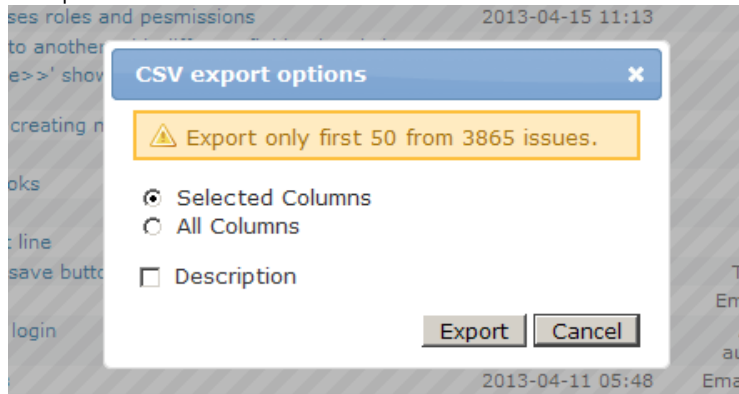 ses roles and pesmissions 2013-04-15 11:13
to another
e>>' show
CSV export options
creating n
Export only first 50 from 3865 issues.
oks
Selected Columns
All Columns
line
save butto
Description
login
Export Cancel
2013-04-11 05:48 Ema